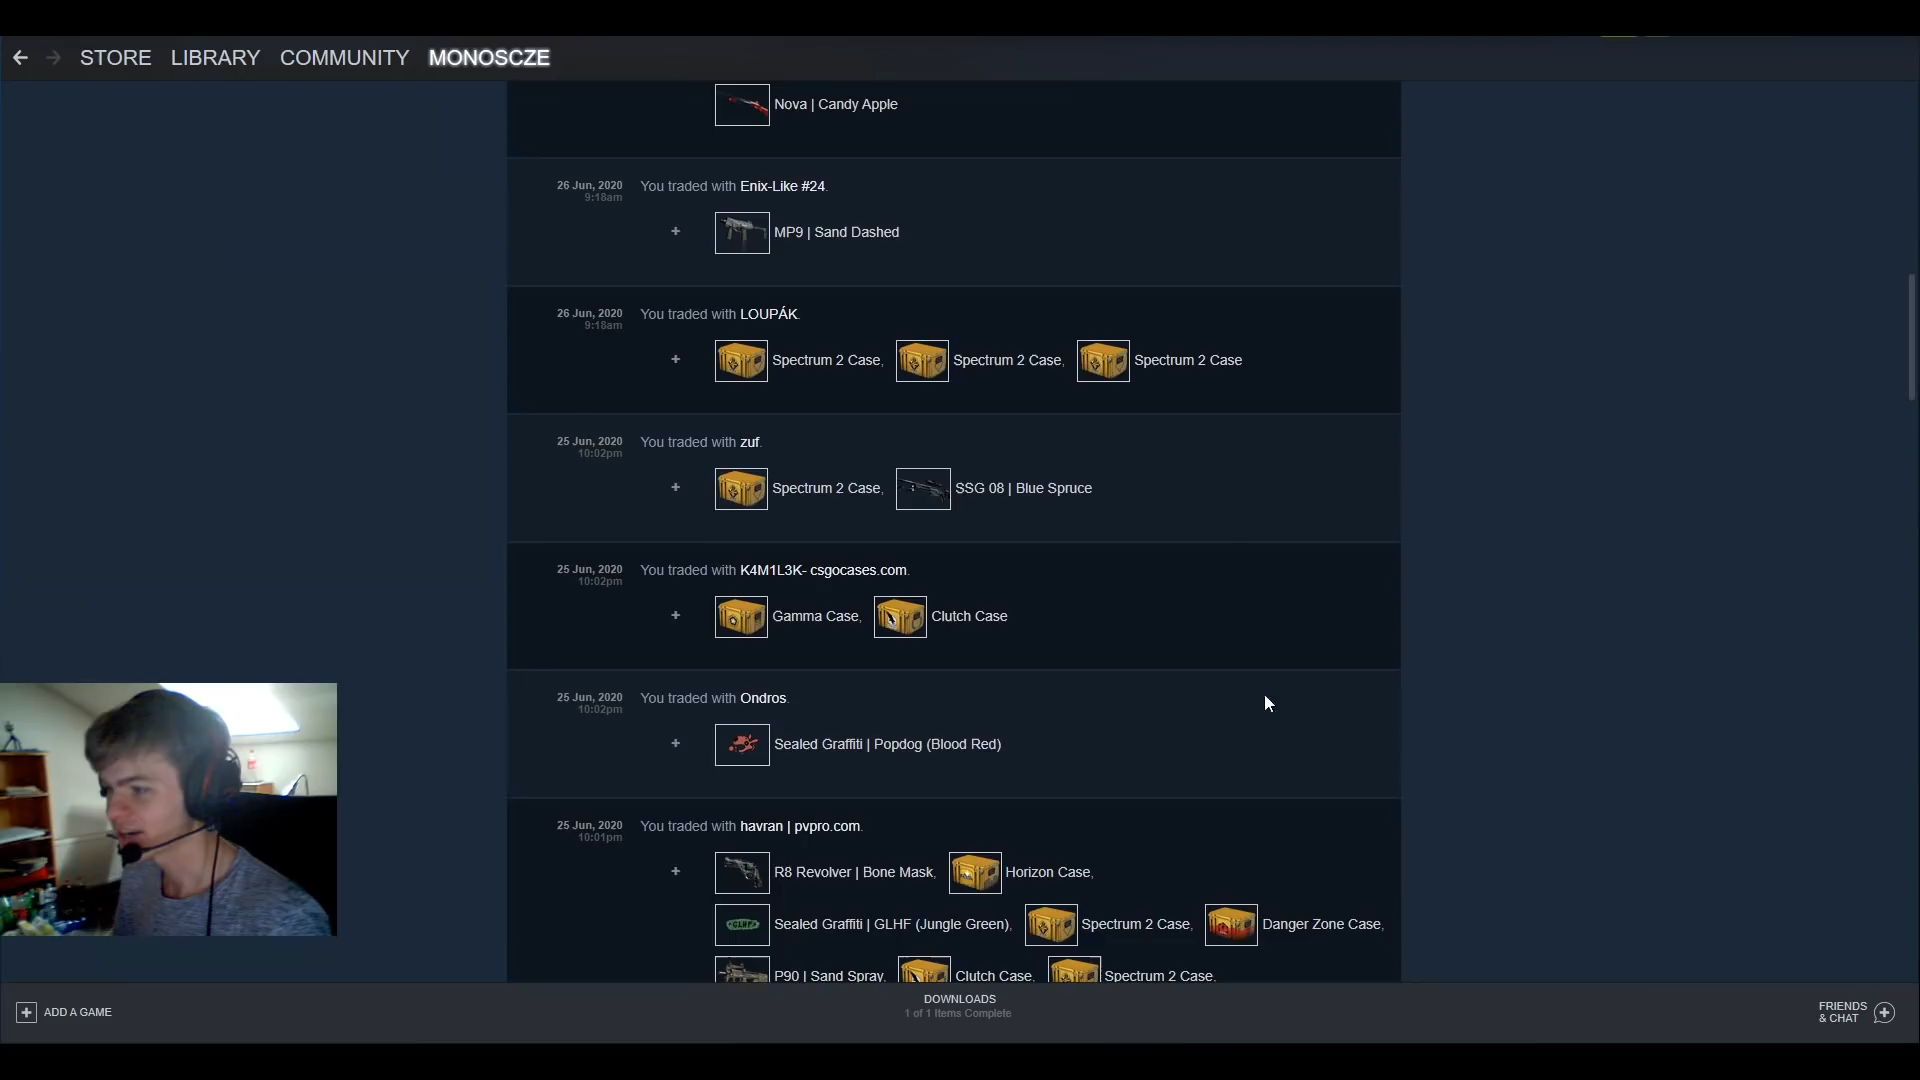 STORE LIBRARY COMMUNITY MONOSCZE
Nova | Candy Apple
26 Jun, 2020 You traded with Enix-Like #24.
9:18am
+ MP9 | Sand Dashed
26 Jun, 2020 You traded with LOUPÁK.
9:18am
+ Spectrum 2 Case, Spectrum 2 Case, Spectrum 2 Case
25 Jun, 2020 You traded with zuf.
10:02pm
+ Spectrum 2 Case, SSG 08 | Blue Spruce
25 Jun, 2020 You traded with K4M1L3K- csgocases.com.
10:02pm
+ Gamma Case, Clutch Case
25 Jun, 2020 You traded with Ondros.
10:02pm
+ Sealed Graffiti | Popdog (Blood Red)
25 Jun, 2020 You traded with havran | pvpro.com.
10:01pm
+ R8 Revolver | Bone Mask, Horizon Case,
GLHF Sealed Graffiti | GLHF (Jungle Green), Spectrum 2 Case, Danger Zone Case,
P90 | Sand Spray, Clutch Case, Spectrum 2 Case,
+ ADD A GAME
DOWNLOADS
1 of 1 Items Complete
FRIENDS
& CHAT +